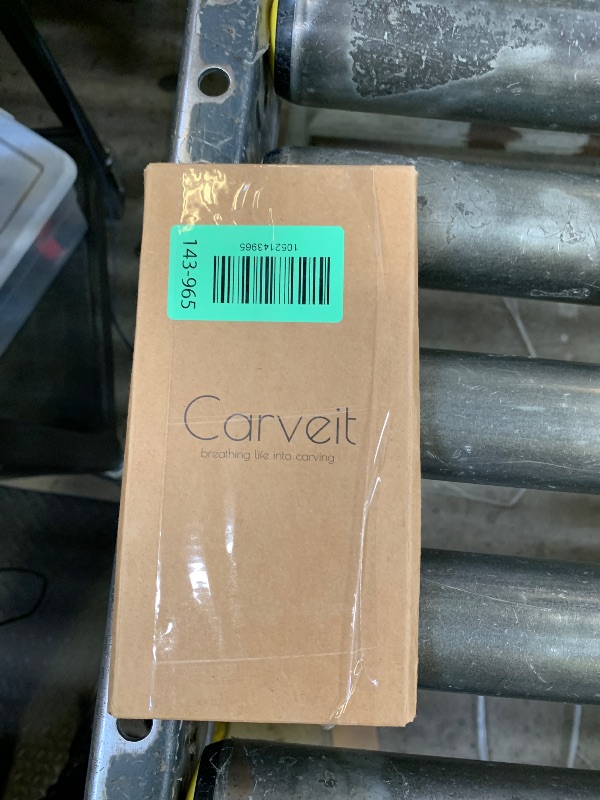 143-965
1052143965
Carveit
breathing life into carving